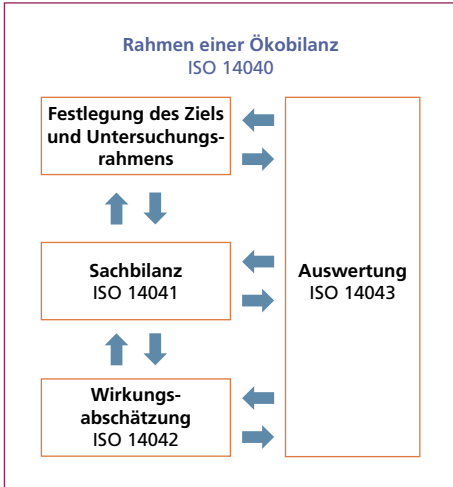 Rahmen einer Ökobilanz
ISO 14040
Festlegung des Ziels
und Untersuchungs-
rahmens
Sachbilanz
ISO 14041
Auswertung
ISO 14043
Wirkungs-
abschätzung
ISO 14042